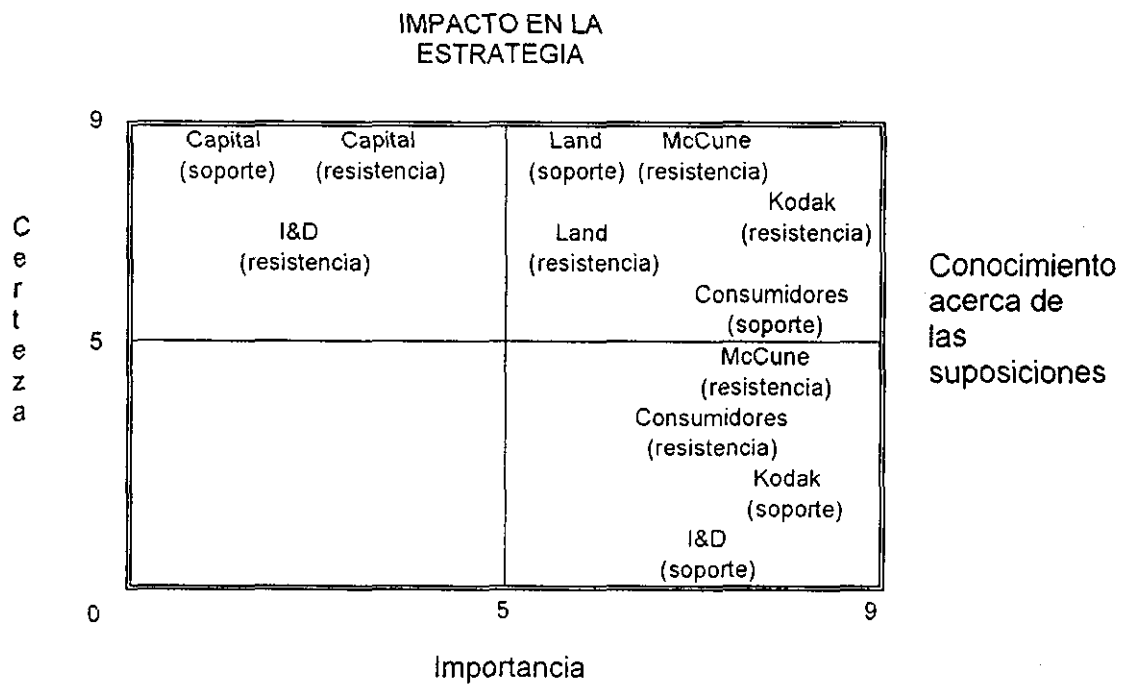 IMPACTO EN LA
ESTRATEGIA
9
Capital
(soporte)
Capital
(resistencia)
Land
(soporte)
McCune
(resistencia)
Kodak
(resistencia)
I&D
(resistencia)
Land
(resistencia)
Consumidores
(soporte)
Certeza
5
McCune
(resistencia)
Consumidores
(resistencia)
Kodak
(soporte)
I&D
(soporte)
Conocimiento
acerca de
las
suposiciones
0
5
9
Importancia